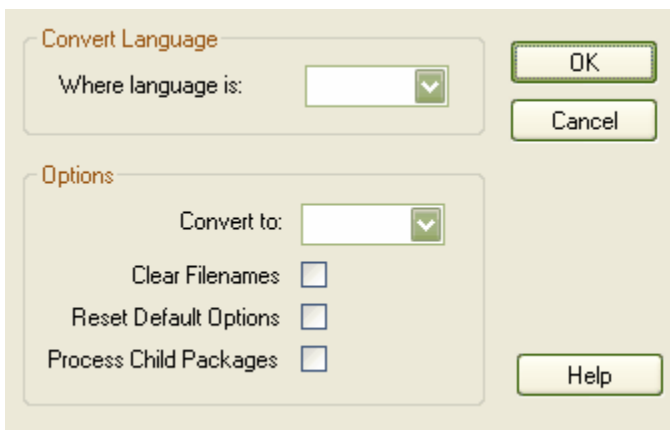 Convert Language
Where language is:
OK
Cancel
Options
Convert to:
Clear Filenames
Reset Default Options
Process Child Packages
Help